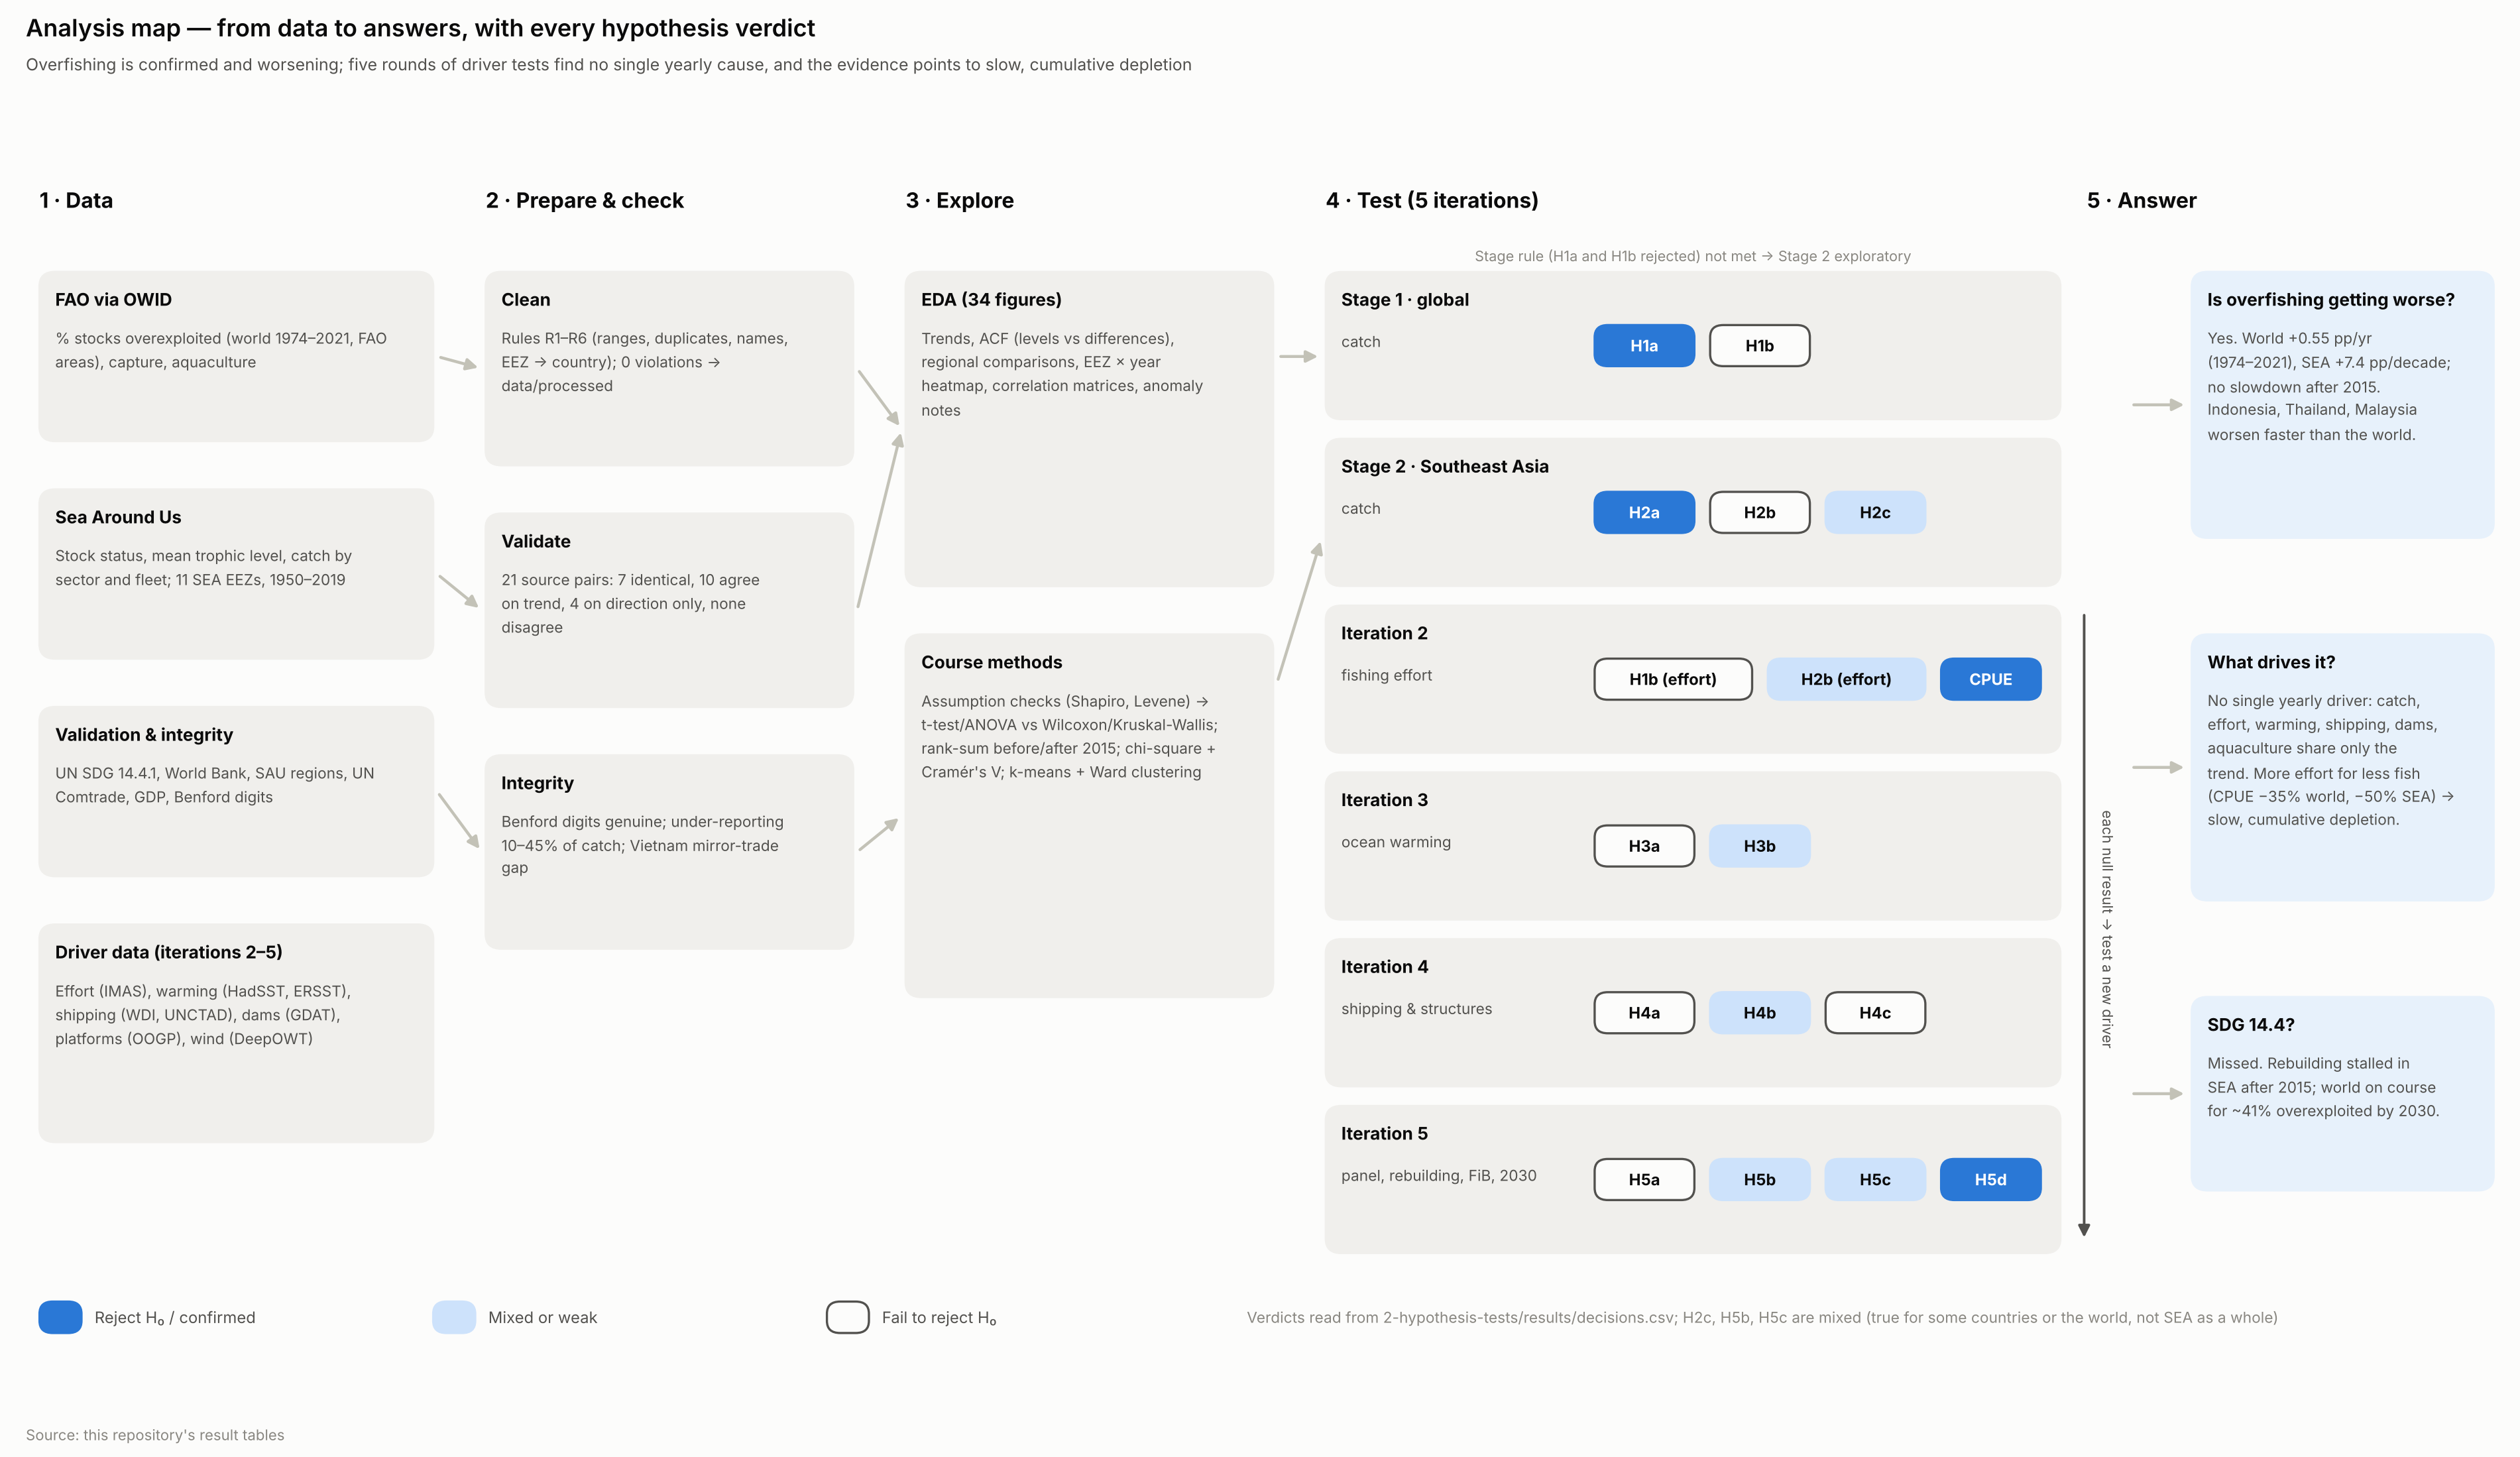 Analysis map — from data to answers, with every hypothesis verdict
Overfishing is confirmed and worsening; five rounds of driver tests find no single yearly cause, and the evidence points to slow, cumulative depletion
1 · Data
FAO via OWID
% stocks overexploited (world 1974–2021, FAO
areas), capture, aquaculture
Sea Around Us
Stock status, mean trophic level, catch by
sector and fleet; 11 SEA EEZs, 1950–2019
Validation & integrity
UN SDG 14.4.1, World Bank, SAU regions, UN
Comtrade, GDP, Benford digits
Driver data (iterations 2–5)
Effort (IMAS), warming (HadSST, ERSST),
shipping (WDI, UNCTAD), dams (GDAT),
platforms (OOGP), wind (DeepOWT)
2 · Prepare & check
Clean
Rules R1–R6 (ranges, duplicates, names,
EEZ → country); 0 violations →
data/processed
Validate
21 source pairs: 7 identical, 10 agree
on trend, 4 on direction only, none
disagree
Integrity
Benford digits genuine; under-reporting
10–45% of catch; Vietnam mirror-trade
gap
3 · Explore
EDA (34 figures)
Trends, ACF (levels vs differences),
regional comparisons, EEZ × year
heatmap, correlation matrices, anomaly
notes
Course methods
Assumption checks (Shapiro, Levene) →
t-test/ANOVA vs Wilcoxon/Kruskal-Wallis;
rank-sum before/after 2015; chi-square +
Cramér's V; k-means + Ward clustering
4 · Test (5 iterations)
Stage rule (H1a and H1b rejected) not met → Stage 2 exploratory
Stage 1 · global
catch
H1a
H1b
Stage 2 · Southeast Asia
catch
H2a
H2b
H2c
Iteration 2
fishing effort
H1b (effort)
H2b (effort)
CPUE
Iteration 3
ocean warming
H3a
H3b
Iteration 4
shipping & structures
H4a
H4b
H4c
Iteration 5
panel, rebuilding, FiB, 2030
H5a
H5b
H5c
H5d
each null result → test a new driver
5 · Answer
Is overfishing getting worse?
Yes. World +0.55 pp/yr
(1974–2021), SEA +7.4 pp/decade;
no slowdown after 2015.
Indonesia, Thailand, Malaysia
worsen faster than the world.
What drives it?
No single yearly driver: catch,
effort, warming, shipping, dams,
aquaculture share only the
trend. More effort for less fish
(CPUE −35% world, −50% SEA) →
slow, cumulative depletion.
SDG 14.4?
Missed. Rebuilding stalled in
SEA after 2015; world on course
for ~41% overexploited by 2030.
Reject H₀ / confirmed
Mixed or weak
Fail to reject H₀
Verdicts read from 2-hypothesis-tests/results/decisions.csv; H2c, H5b, H5c are mixed (true for some countries or the world, not SEA as a whole)
Source: this repository's result tables